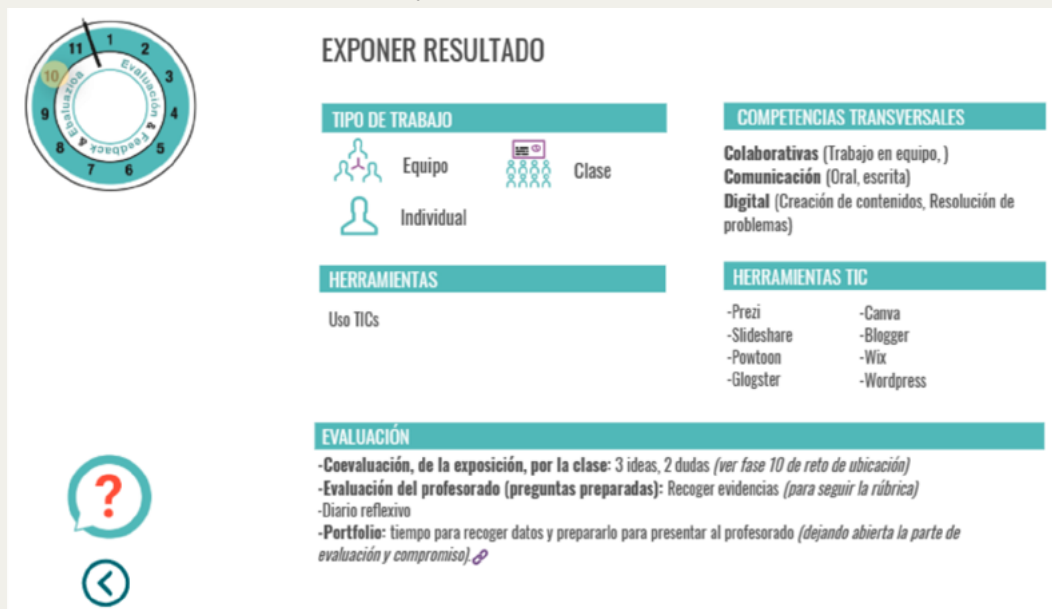 11 1 2 3 4 5 6 7 8 9 10
Evaluación & Feedback & Ebaluazioa
EXPONER RESULTADO
TIPO DE TRABAJO
Equipo
Clase
Individual
COMPETENCIAS TRANSVERSALES
Colaborativas (Trabajo en equipo, )
Comunicación (Oral, escrita)
Digital (Creación de contenidos, Resolución de
problemas)
HERRAMIENTAS
Uso TICs
HERRAMIENTAS TIC
-Prezi
-Slideshare
-Powtoon
-Glogster
-Canva
-Blogger
-Wix
-Wordpress
EVALUACIÓN
-Coevaluación, de la exposición, por la clase: 3 ideas, 2 dudas (ver fase 10 de reto de ubicación)
-Evaluación del profesorado (preguntas preparadas): Recoger evidencias (para seguir la rúbrica)
-Diario reflexivo
-Portfolio: tiempo para recoger datos y prepararlo para presentar al profesorado (dejando abierta la parte de
evaluación y compromiso).
?